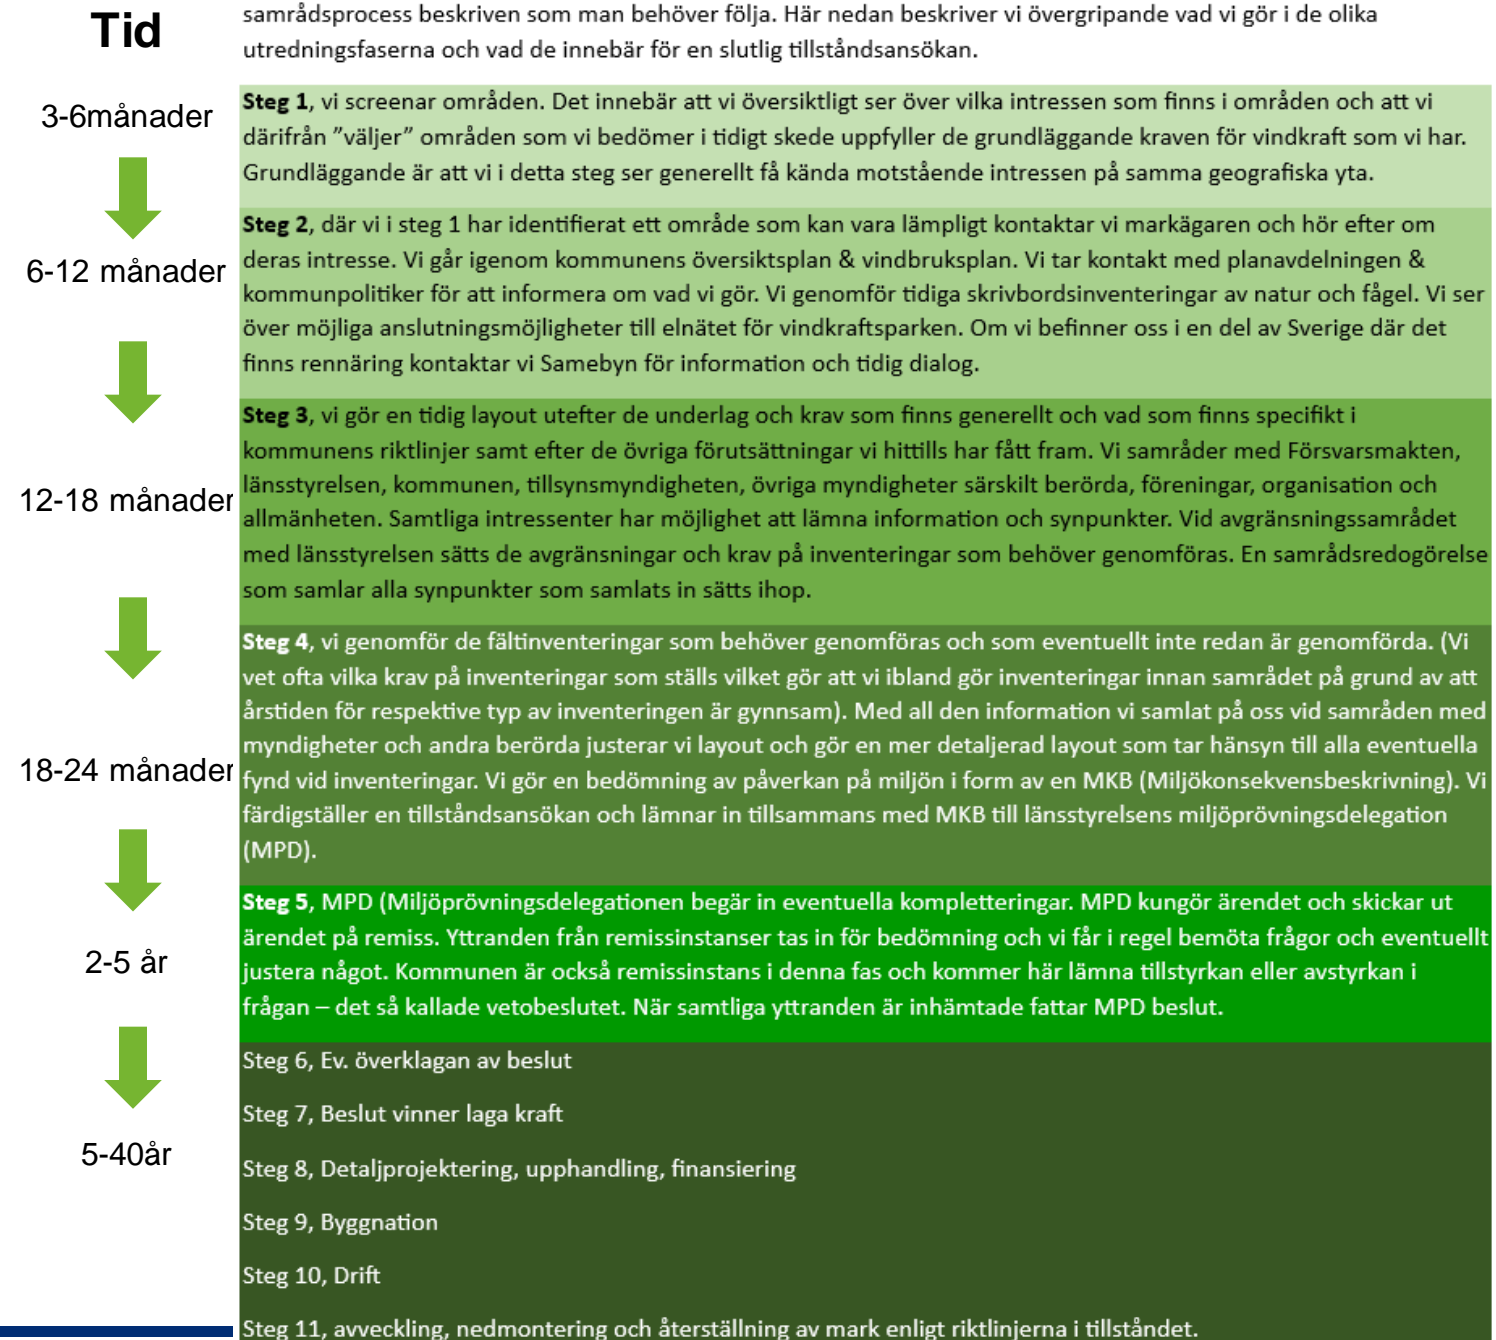 samrådsprocess beskriven som man behöver följa. Här nedan beskriver vi övergripande vad vi gör i de olika
utredningsfaserna och vad de innebär för en slutlig tillståndsansökan.
Tid
3-6månader
Steg 1, vi screenar områden. Det innebär att vi översiktligt ser över vilka intressen som finns i områden och att vi
därifrån ”väljer” områden som vi bedömer i tidigt skede uppfyller de grundläggande kraven för vindkraft som vi har.
Grundläggande är att vi i detta steg ser generellt få kända motstående intressen på samma geografiska yta.
6-12 månader
Steg 2, där vi i steg 1 har identifierat ett område som kan vara lämpligt kontaktar vi markägaren och hör efter om
deras intresse. Vi går igenom kommunens översiktsplan & vindbruksplan. Vi tar kontakt med planavdelningen &
kommunpolitiker för att informera om vad vi gör. Vi genomför tidiga skrivbordsinventeringar av natur och fågel. Vi ser
över möjliga anslutningsmöjligheter till elnätet för vindkraftsparken. Om vi befinner oss i en del av Sverige där det
finns rennäring kontaktar vi Samebyn för information och tidig dialog.
12-18 månader
Steg 3, vi gör en tidig layout utefter de underlag och krav som finns generellt och vad som finns specifikt i
kommunens riktlinjer samt efter de övriga förutsättningar vi hittills har fått fram. Vi samråder med Försvarsmakten,
länsstyrelsen, kommunen, tillsynsmyndigheten, övriga myndigheter särskilt berörda, föreningar, organisation och
allmänheten. Samtliga intressenter har möjlighet att lämna information och synpunkter. Vid avgränsningssamrådet
med länsstyrelsen sätts de avgränsningar och krav på inventeringar som behöver genomföras. En samrådsredogörelse
som samlar alla synpunkter som samlats in sätts ihop.
18-24 månader
Steg 4, vi genomför de fältinventeringar som behöver genomföras och som eventuellt inte redan är genomförda. (Vi
vet ofta vilka krav på inventeringar som ställs vilket gör att vi ibland gör inventeringar innan samrådet på grund av att
årstiden för respektive typ av inventeringen är gynnsam). Med all den information vi samlat på oss vid samråden med
myndigheter och andra berörda justerar vi layout och gör en mer detaljerad layout som tar hänsyn till alla eventuella
fynd vid inventeringar. Vi gör en bedömning av påverkan på miljön i form av en MKB (Miljökonsekvensbeskrivning). Vi
färdigställer en tillståndsansökan och lämnar in tillsammans med MKB till länsstyrelsens miljöprövningsdelegation
(MPD).
2-5 år
Steg 5, MPD (Miljöprövningsdelegationen begär in eventuella kompletteringar. MPD kungör ärendet och skickar ut
ärendet på remiss. Yttranden från remissinstanser tas in för bedömning och vi får i regel bemöta frågor och eventuellt
justera något. Kommunen är också remissinstans i denna fas och kommer här lämna tillstyrkan eller avstyrkan i
frågan – det så kallade vetobeslutet. När samtliga yttranden är inhämtade fattar MPD beslut.
5-40år
Steg 6, Ev. överklagan av beslut
Steg 7, Beslut vinner laga kraft
Steg 8, Detaljprojektering, upphandling, finansiering
Steg 9, Byggnation
Steg 10, Drift
Steg 11, avveckling, nedmontering och återställning av mark enligt riktlinjerna i tillståndet.